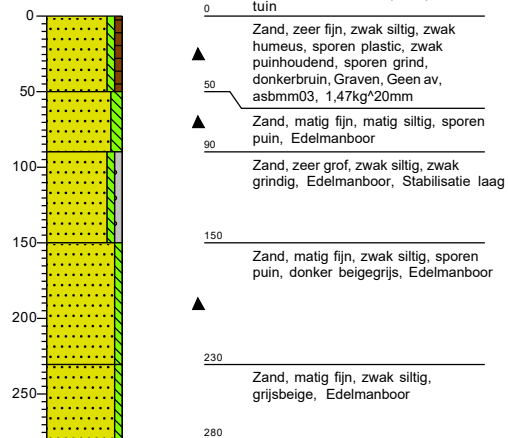 tuin
0
0
Zand, zeer fijn, zwak siltig, zwak
humeus, sporen plastic, zwak
puinhoudend, sporen grind,
donkerbruin, Graven, Geen av,
asbmm03, 1,47kg^20mm
50
50
Zand, matig fijn, matig siltig, sporen
puin, Edelmanboor
90
100
Zand, zeer grof, zwak siltig, zwak
grindig, Edelmanboor, Stabilisatie laag
150
150
Zand, matig fijn, zwak siltig, sporen
puin, donker beigegrijs, Edelmanboor
200
230
Zand, matig fijn, zwak siltig,
grijsbeige, Edelmanboor
250
280